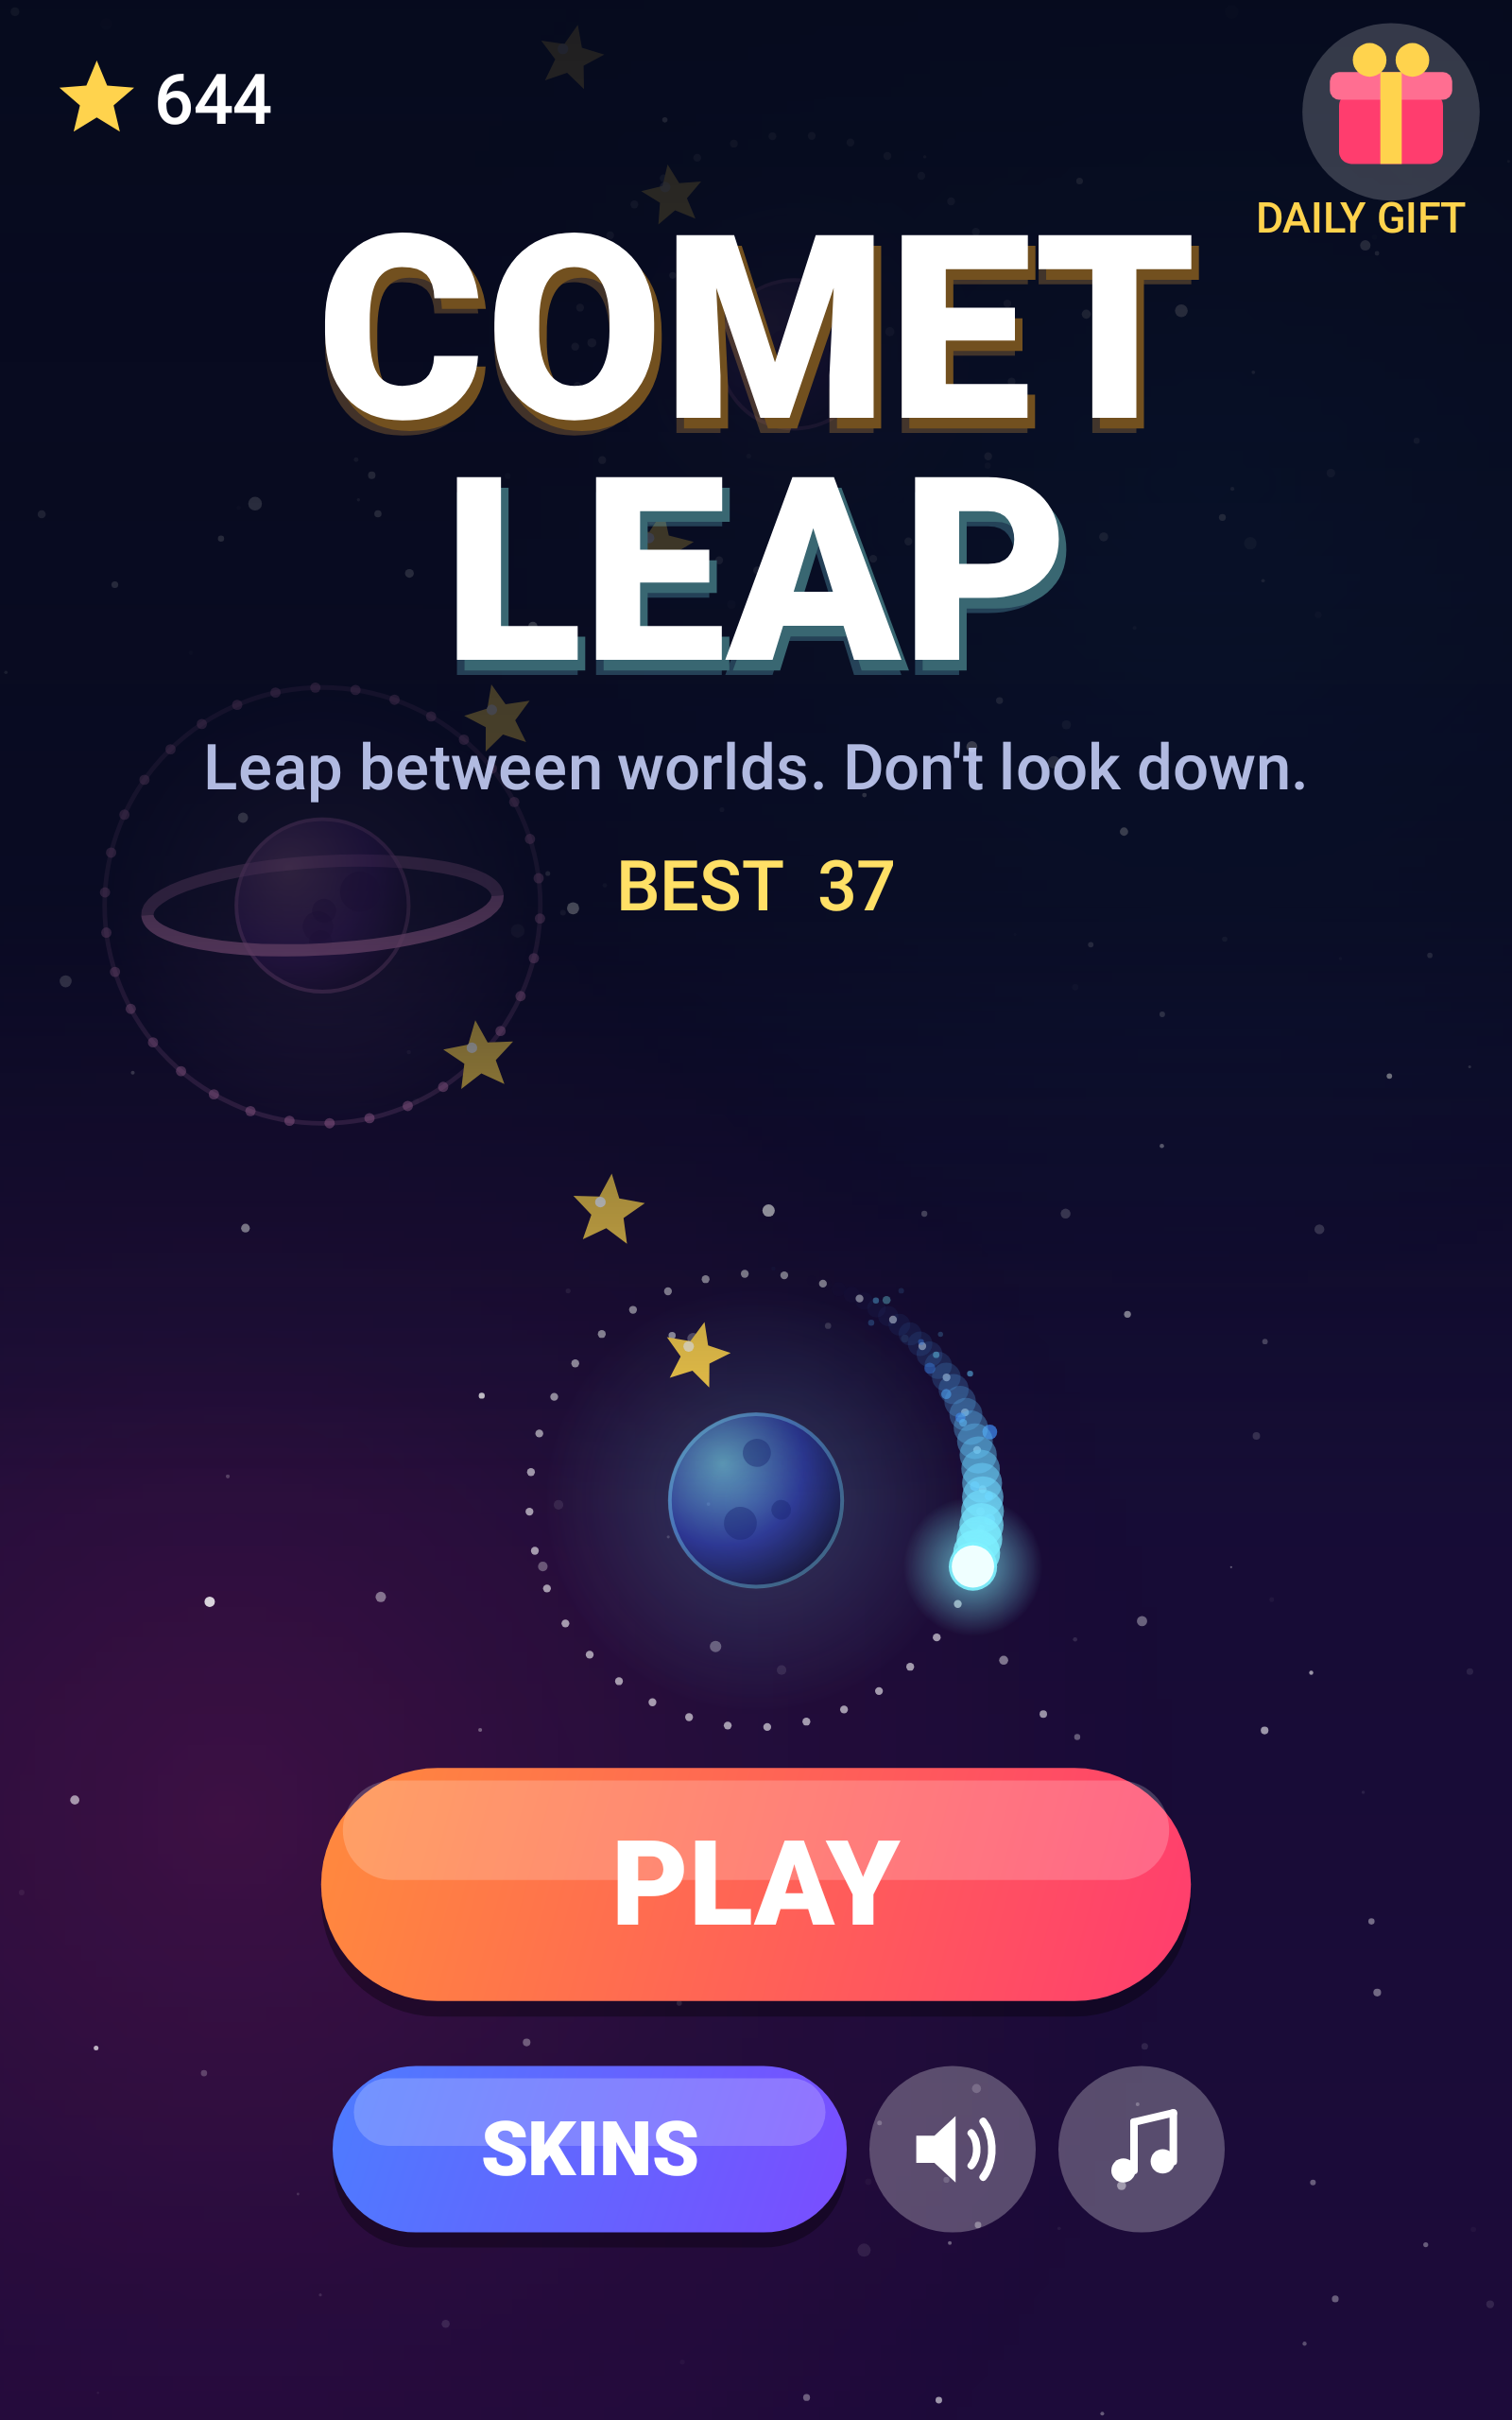 644
DAILY GIFT
COMET
LEAP
Leap between worlds. Don't look down.
BEST 37
PLAY
SKINS